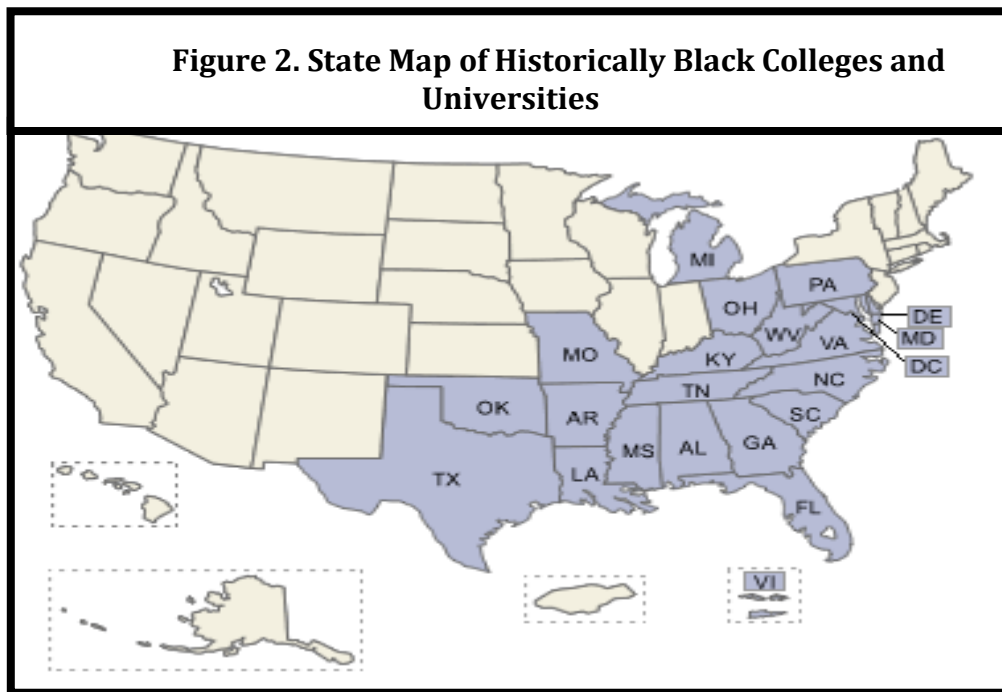 Figure 2. State Map of Historically Black Colleges and
Universities
MI
PA
OH
DE
WV
MD
VA
MO
KY
DC
NC
TN
OK
AR
SC
MS
AL
GA
LA
TX
FL
VI